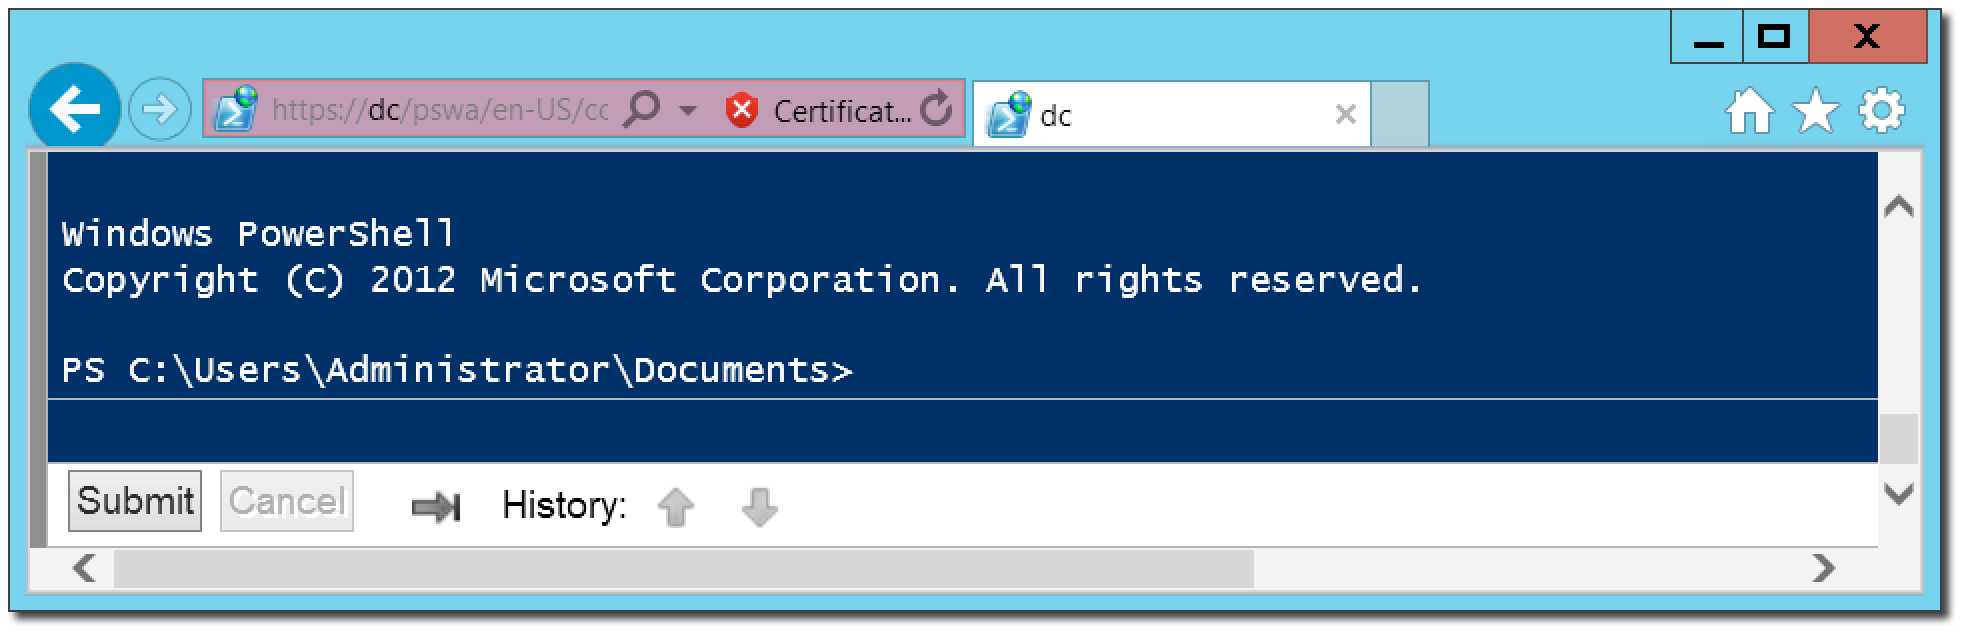 https://dc/pswa/en-US/cc
Certificat...
dc
Windows PowerShell
Copyright (C) 2012 Microsoft Corporation. All rights reserved.
PS C:\Users\Administrator\Documents>
Submit
Cancel
History: